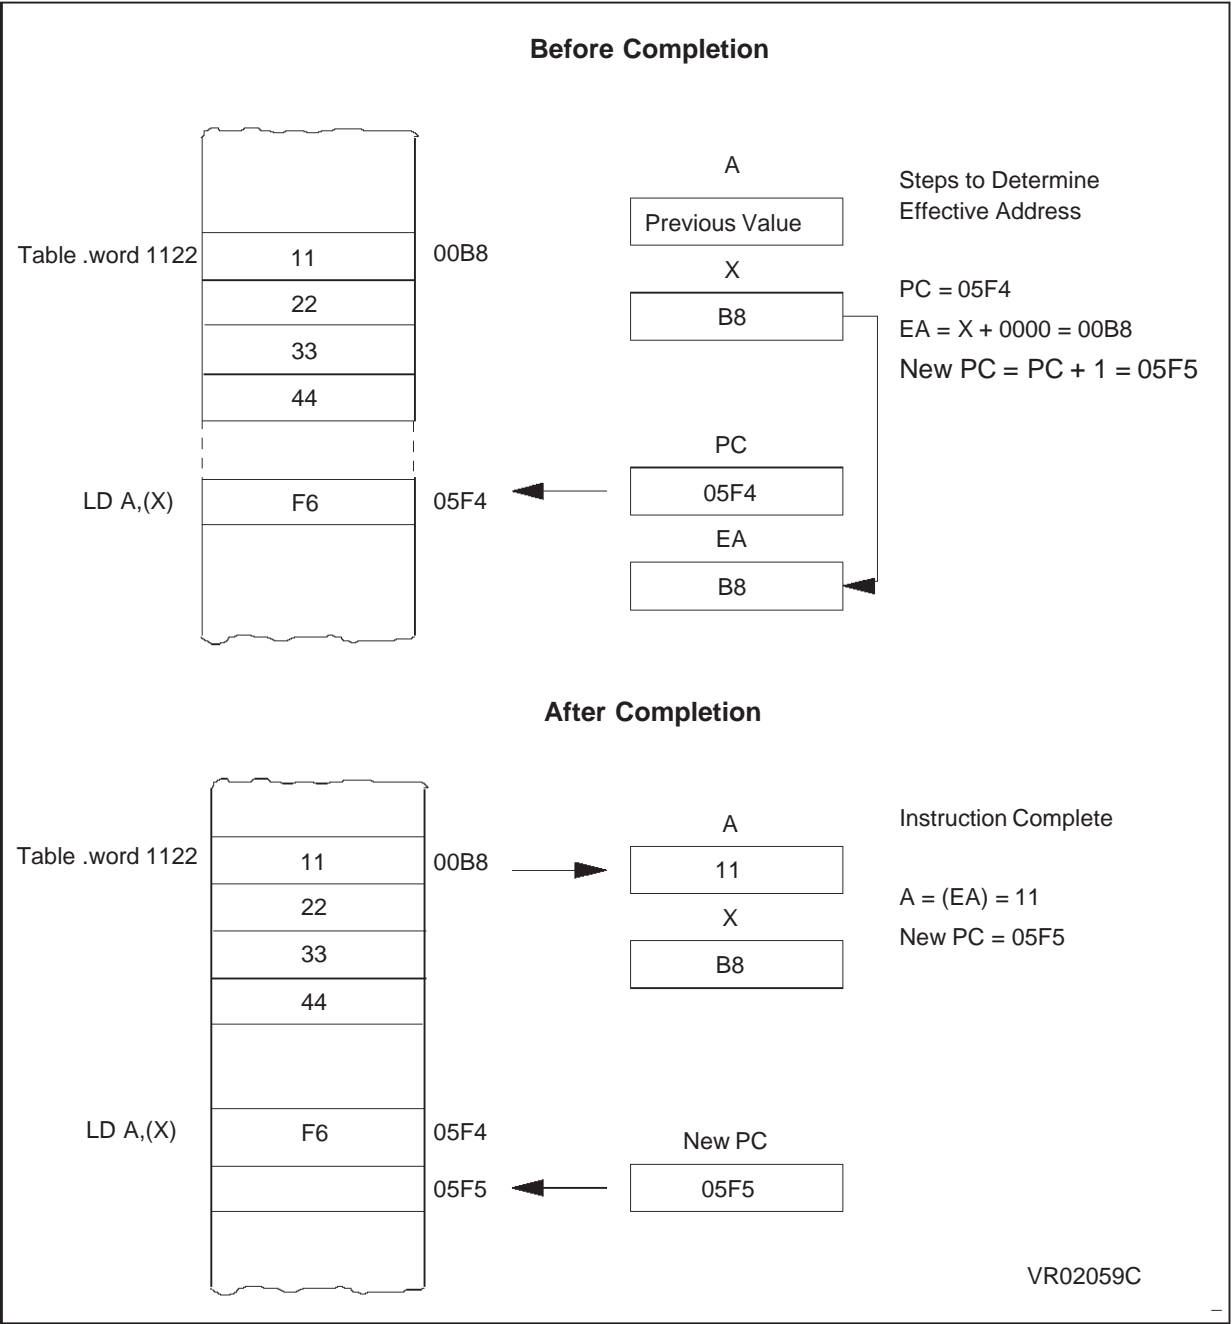 Before Completion
A
Steps to Determine
Effective Address
Previous Value
Table .word 1122
11
00B8
X
22
B8
PC = 05F4
EA = X + 0000 = 00B8
33
New PC = PC + 1 = 05F5
44
PC
LD A,(X)
F6
05F4
05F4
EA
B8
After Completion
A
Instruction Complete
Table .word 1122
11
00B8
11
A = (EA) = 11
22
X
New PC = 05F5
33
B8
44
LD A,(X)
F6
05F4
New PC
05F5
05F5
VR02059C